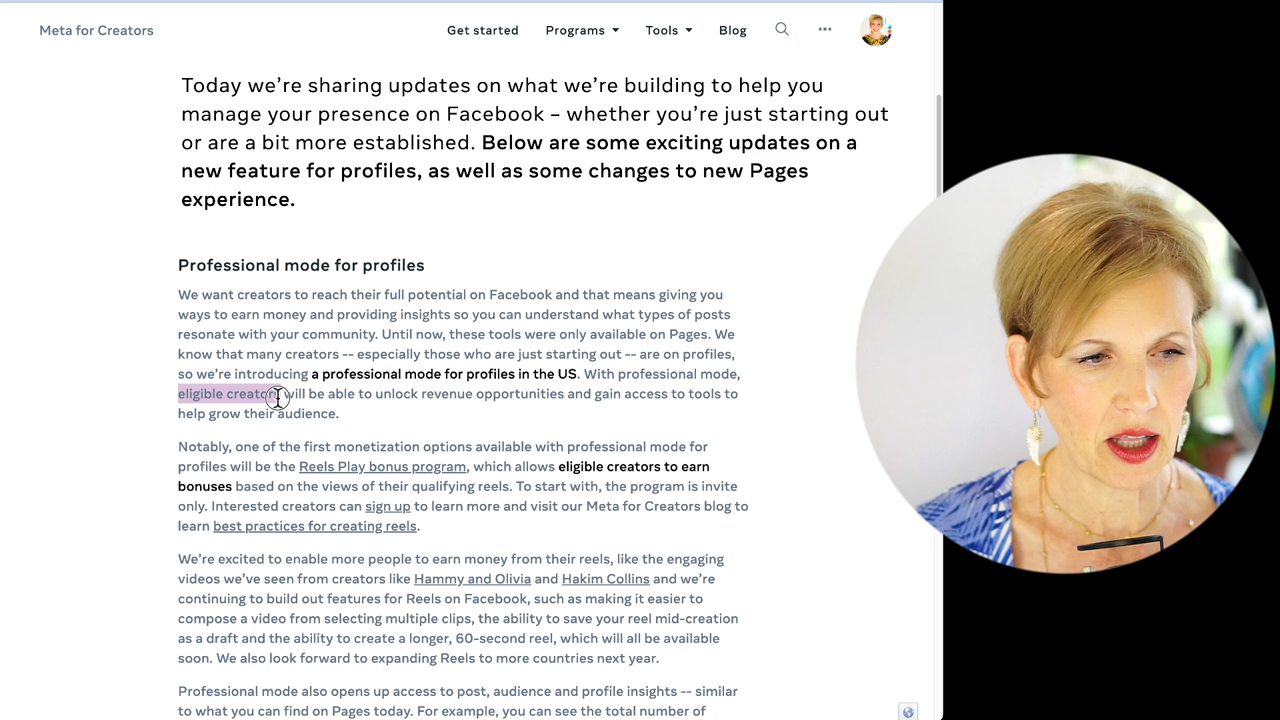 Meta for Creators
Get started Programs Tools Blog
Today we’re sharing updates on what we’re building to help you
manage your presence on Facebook – whether you’re just starting out
or are a bit more established. Below are some exciting updates on a
new feature for profiles, as well as some changes to new Pages
experience.
Professional mode for profiles
We want creators to reach their full potential on Facebook and that means giving you
ways to earn money and providing insights so you can understand what types of posts
resonate with your community. Until now, these tools were only available on Pages. We
know that many creators -- especially those who are just starting out -- are on profiles,
so we’re introducing a professional mode for profiles in the US. With professional mode,
eligible creators will be able to unlock revenue opportunities and gain access to tools to
help grow their audience.
Notably, one of the first monetization options available with professional mode for
profiles will be the Reels Play bonus program, which allows eligible creators to earn
bonuses based on the views of their qualifying reels. To start with, the program is invite
only. Interested creators can sign up to learn more and visit our Meta for Creators blog to
learn best practices for creating reels.
We’re excited to enable more people to earn money from their reels, like the engaging
videos we’ve seen from creators like Hammy and Olivia and Hakim Collins and we’re
continuing to build out features for Reels on Facebook, such as making it easier to
compose a video from selecting multiple clips, the ability to save your reel mid-creation
as a draft and the ability to create a longer, 60-second reel, which will all be available
soon. We also look forward to expanding Reels to more countries next year.
Professional mode also opens up access to post, audience and profile insights -- similar
to what you can find on Pages today. For example, you can see the total number of